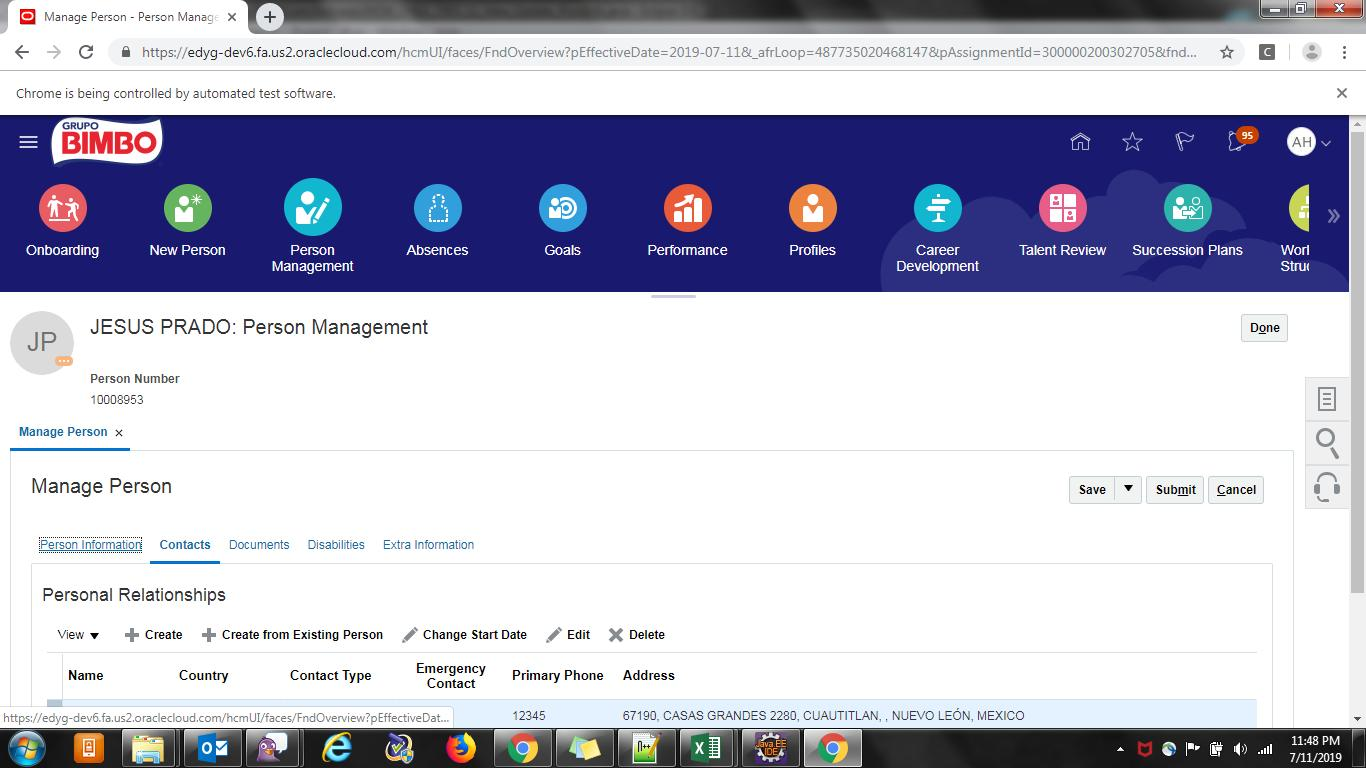 Manage Person - Person Manage
https://edyg-dev6.fa.us2.oraclecloud.com/hcmUI/faces/FndOverview?pEffectiveDate=2019-07-11&_afrLoop=487735020468147&pAssignmentId=300000200302705&fnd...
C
Chrome is being controlled by automated test software.
GRUPO
BIMBO
95
AH
Onboarding
New Person
Person
Management
Absences
Goals
Performance
Profiles
Career
Development
Talent Review
Succession Plans
Worl
Struc
JP
JESUS PRADO: Person Management
Done
Person Number
10008953
Manage Person
Manage Person
Save
Submit
Cancel
Person Information
Contacts
Documents
Disabilities
Extra Information
Personal Relationships
View
Create
Create from Existing Person
Change Start Date
Edit
Delete
Name
Country
Contact Type
Emergency
Contact
Primary Phone
Address
12345
67190, CASAS GRANDES 2280, CUAUTITLAN, , NUEVO LEÓN, MEXICO
https://edyg-dev6.fa.us2.oraclecloud.com/hcmUI/faces/FndOverview?pEffectiveDat...
Java EE
IDE
11:48 PM
7/11/2019